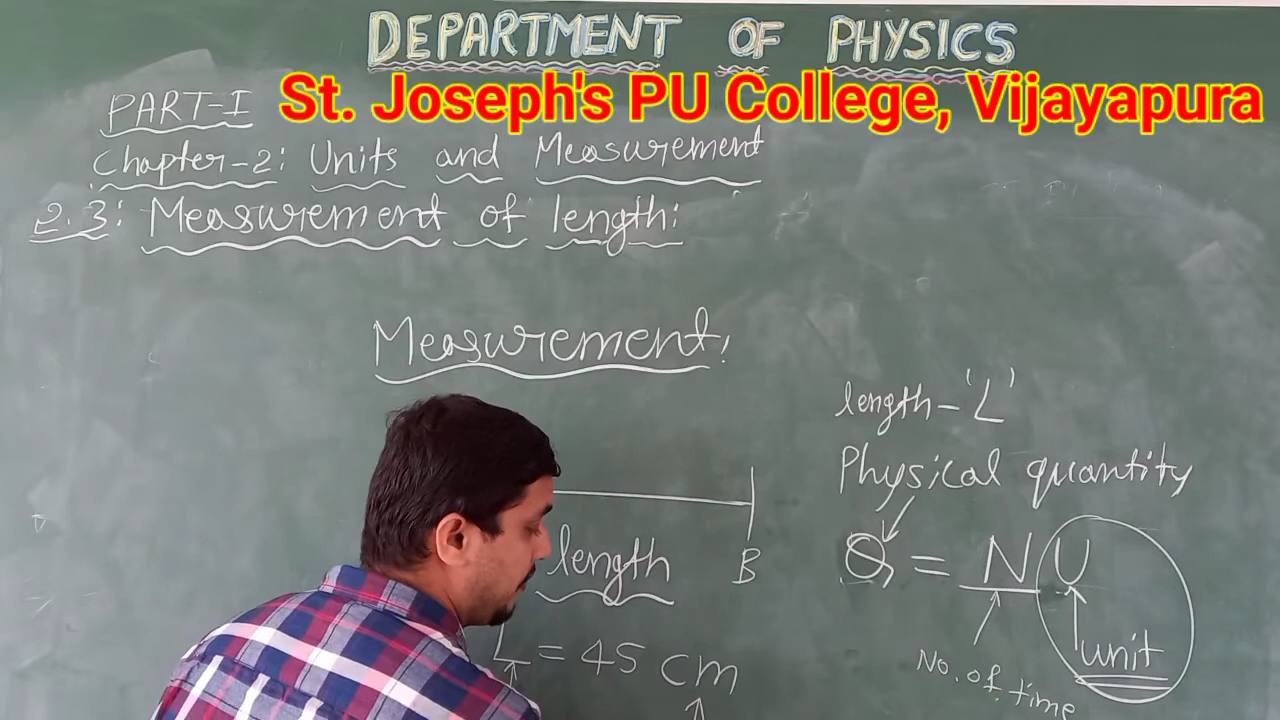 DEPARTMENT OF PHYSICS
St. Joseph's PU College, Vijayapura
PART-I
Chapter-2: Units and Measurement
2.3: Measurement of length:
Measurement:
length - 'L'
Physical quantity
Q = N U
No. of time
unit
length
B
L = 45 cm